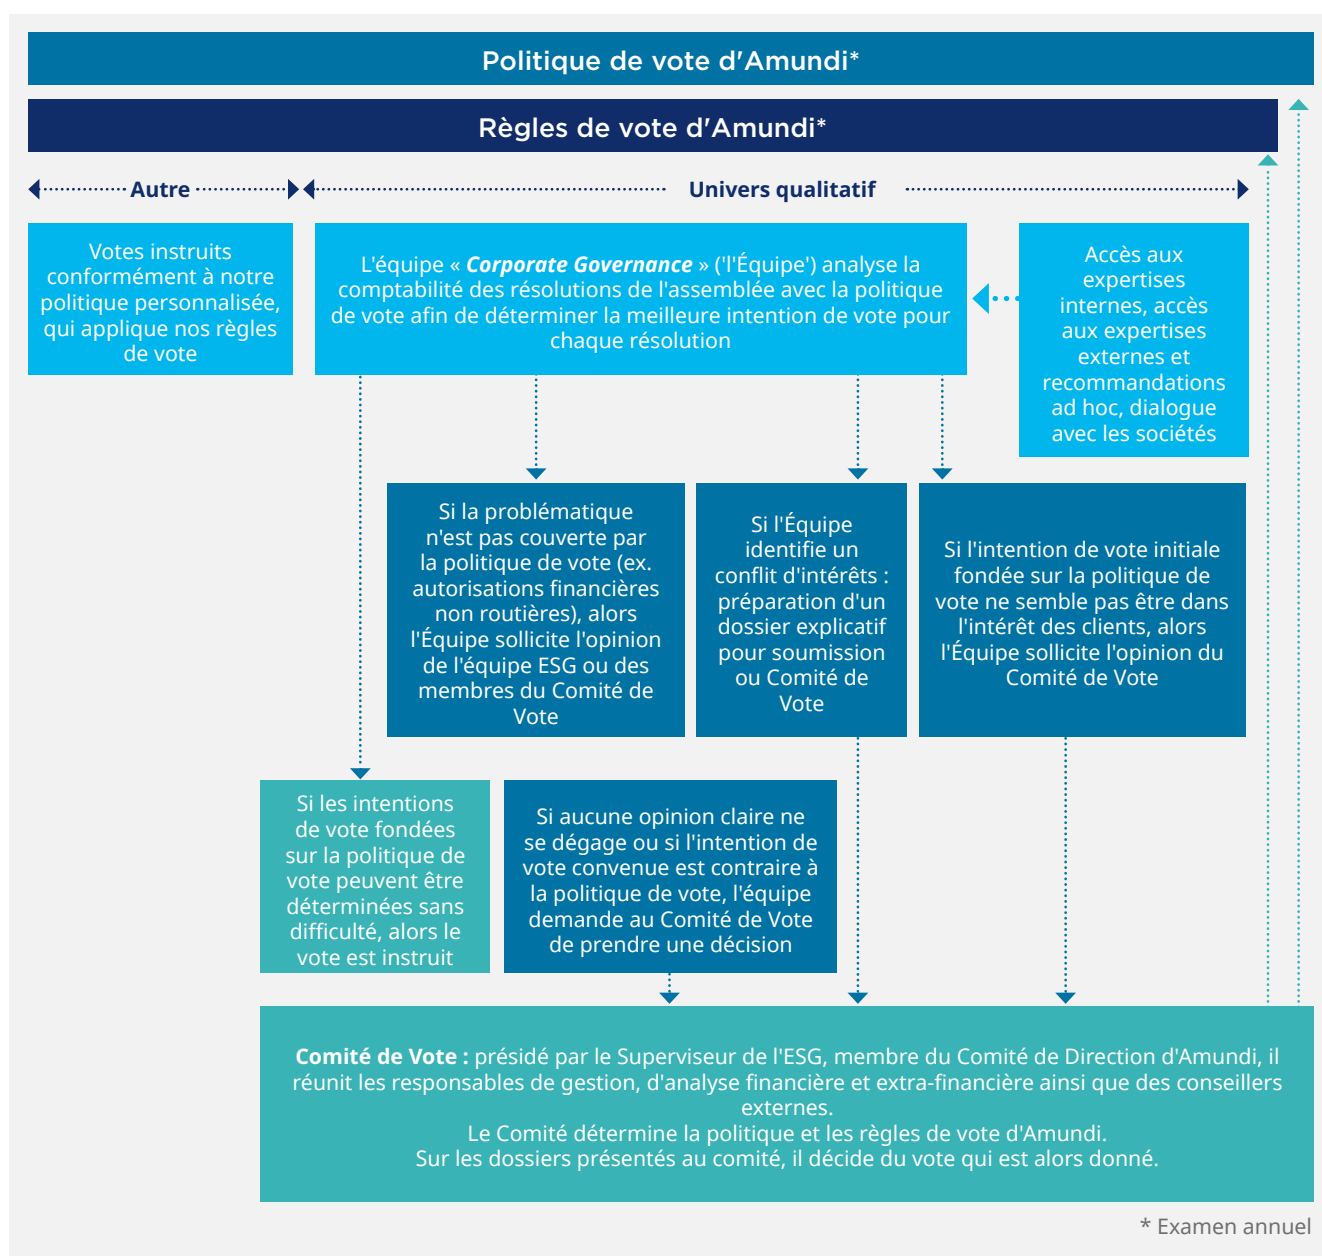 Politique de vote d'Amundi*
Règles de vote d'Amundi*
Autre
Univers qualitatif
Votes instruits
conformément à notre
politique personnalisée,
qui applique nos règles
de vote
L'équipe « Corporate Governance » ('l'Équipe') analyse la
comptabilité des résolutions de l'assemblée avec la politique
de vote afin de déterminer la meilleure intention de vote pour
chaque résolution
Accès aux
expertises
internes, accès
aux expertises
externes et
recommandations
ad hoc, dialogue
avec les sociétés
Si la problématique
n'est pas couverte par
la politique de vote (ex.
autorisations financières
non routières), alors
l'Équipe sollicite l'opinion
de l'équipe ESG ou des
membres du Comité de
Vote
Si l'Équipe
identifie un
conflit d'intérêts :
préparation d'un
dossier explicatif
pour soumission
ou Comité de
Vote
Si l'intention de vote initiale
fondée sur la politique de
vote ne semble pas être dans
l'intérêt des clients, alors
l'Équipe sollicite l'opinion du
Comité de Vote
Si les intentions
de vote fondées
sur la politique de
vote peuvent être
déterminées sans
difficulté, alors le
vote est instruit
Si aucune opinion claire ne
se dégage ou si l'intention de
vote convenue est contraire à
la politique de vote, l'équipe
demande au Comité de Vote
de prendre une décision
Comité de Vote : présidé par le Superviseur de l'ESG, membre du Comité de Direction d'Amundi, il
réunit les responsables de gestion, d'analyse financière et extra-financière ainsi que des conseillers
externes.
Le Comité détermine la politique et les règles de vote d'Amundi.
Sur les dossiers présentés au comité, il décide du vote qui est alors donné.
* Examen annuel